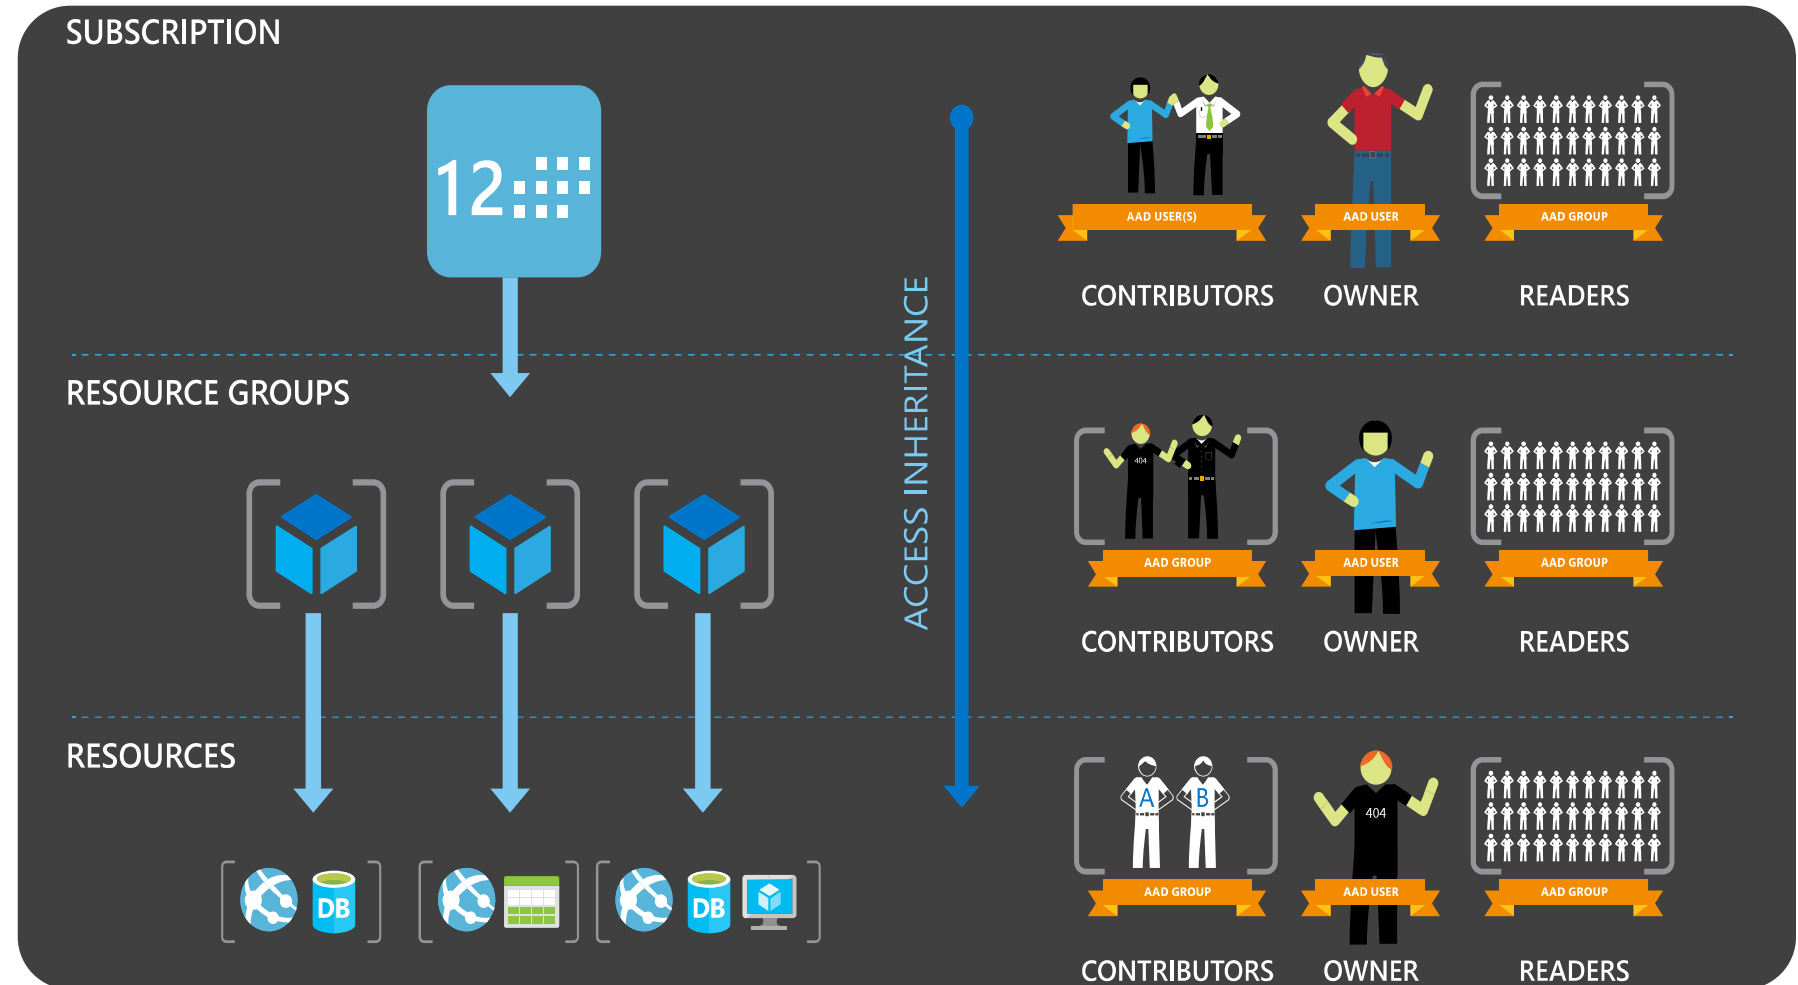 SUBSCRIPTION
12
AAD USER(S)
AAD USER
AAD GROUP
CONTRIBUTORS
OWNER
READERS
ACCESS INHERITANCE
RESOURCE GROUPS
404
AAD GROUP
AAD USER
AAD GROUP
CONTRIBUTORS
OWNER
READERS
RESOURCES
A
B
404
DB
DB
AAD GROUP
AAD USER
AAD GROUP
CONTRIBUTORS
OWNER
READERS